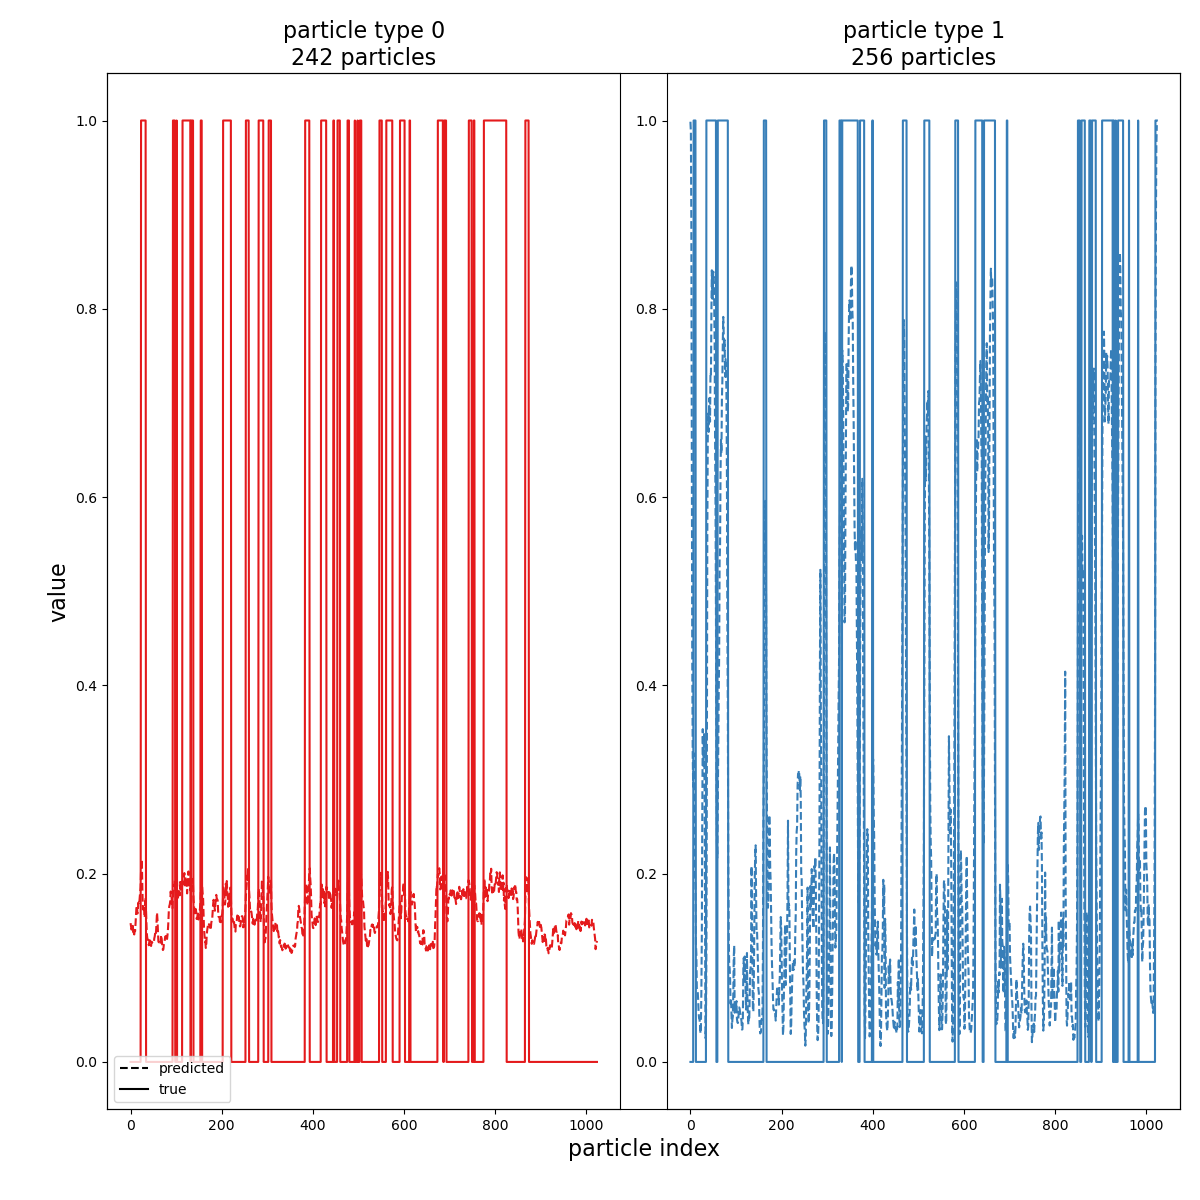 particle type 0
242 particles
particle type 1
256 particles
value
1.0
0.8
0.6
0.4
0.2
0.0
1.0
0.8
0.6
0.4
0.2
0.0
predicted
true
0 200 400 600 800 1000
0 200 400 600 800 1000
particle index